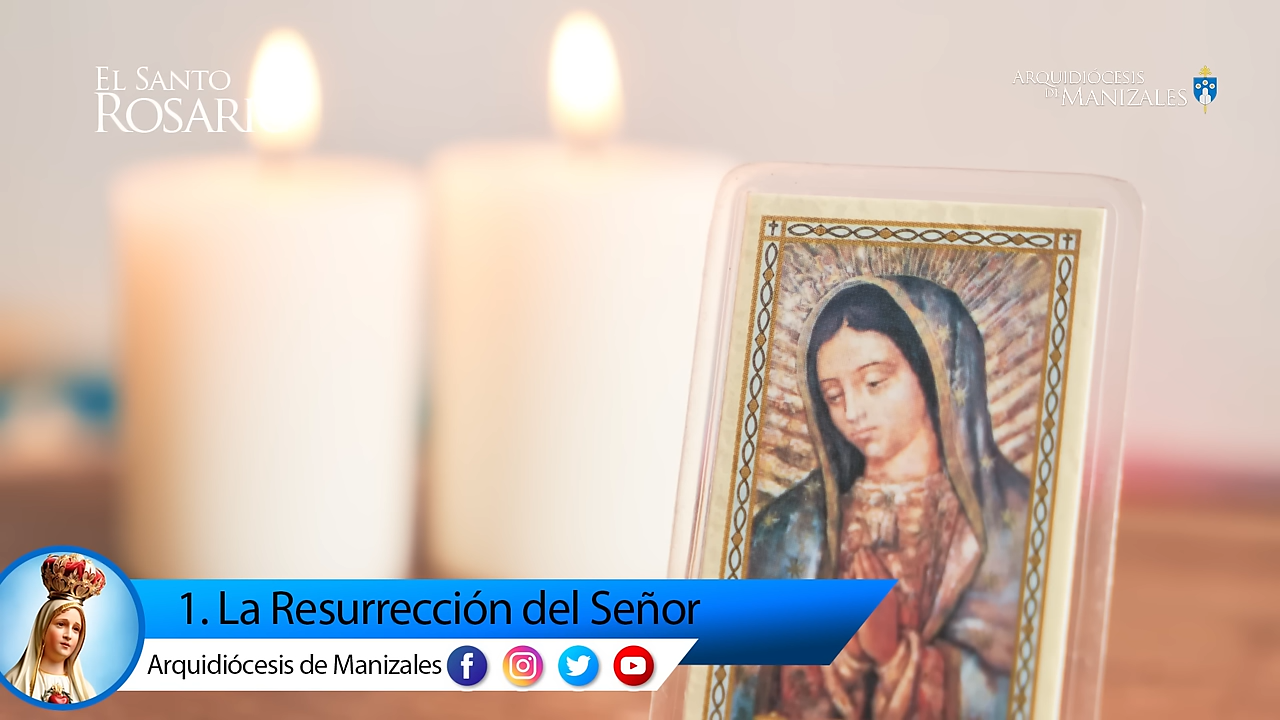 EL SANTO
ROSARI
ARQUIDIÓCESIS
DE MANIZALES
1. La Resurrección del Señor
Arquidiócesis de Manizales